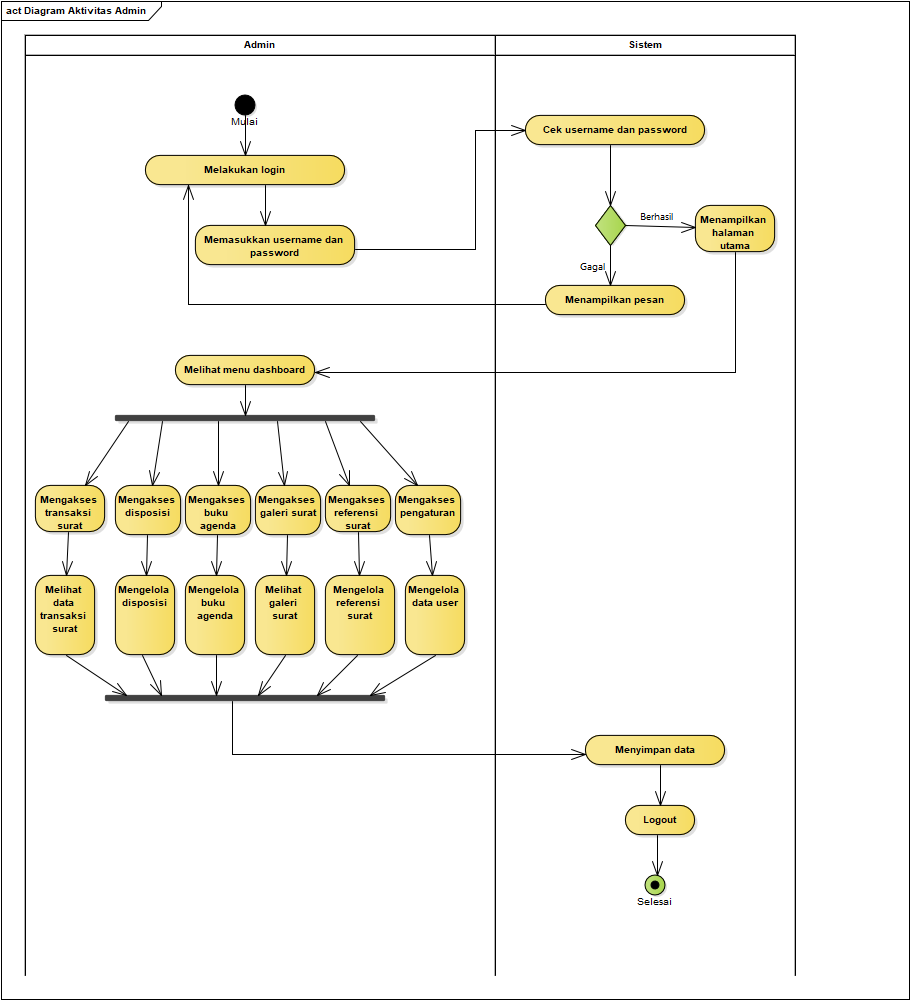 act Diagram Aktivitas Admin
Admin
Sistem
Mulai
Cek username dan password
Melakukan login
Berhasil
Menampilkan
halaman
utama
Memasukkan username dan
password
Gagal
Menampilkan pesan
Melihat menu dashboard
Mengakses
transaksi
surat
Mengakses
disposisi
Mengakses
buku
agenda
Mengakses
galeri surat
Mengakses
referensi
surat
Mengakses
pengaturan
Melihat
data
transaksi
surat
Mengelola
disposisi
Mengelola
buku
agenda
Melihat
galeri
surat
Mengelola
referensi
surat
Mengelola
data user
Menyimpan data
Logout
Selesai